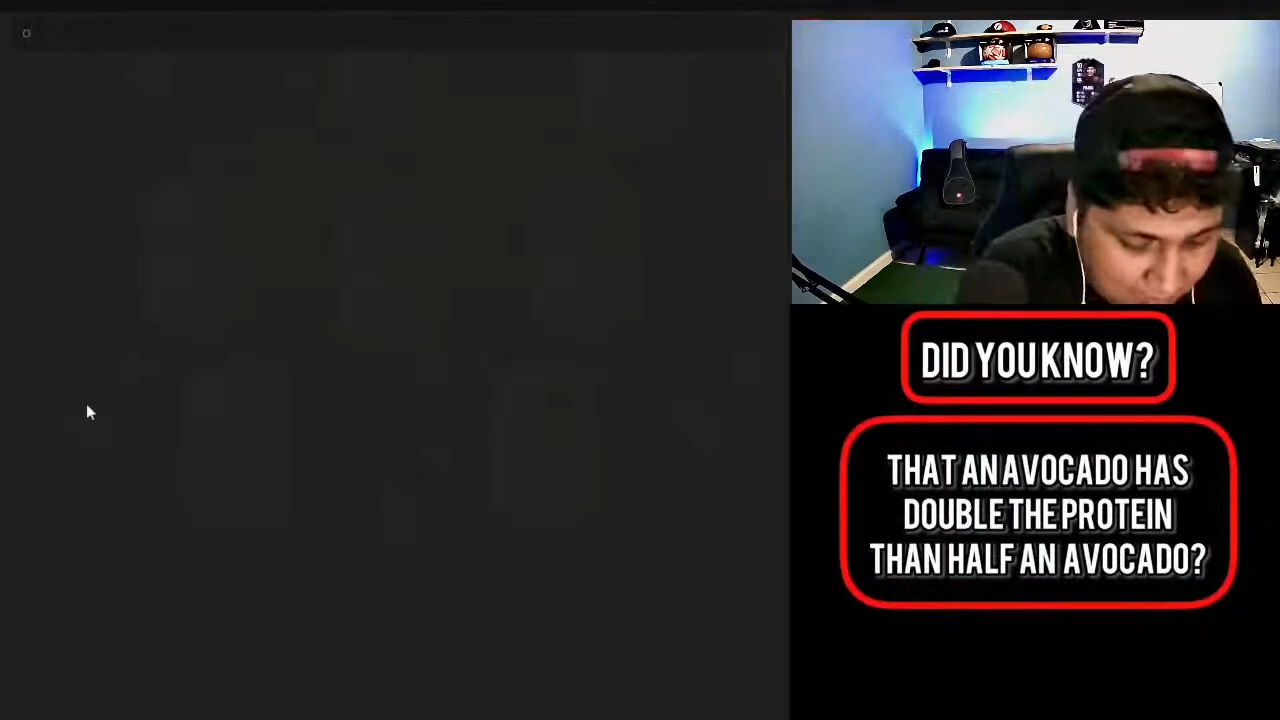 DID YOU KNOW?
THAT AN AVOCADO HAS
DOUBLE THE PROTEIN
THAN HALF AN AVOCADO?